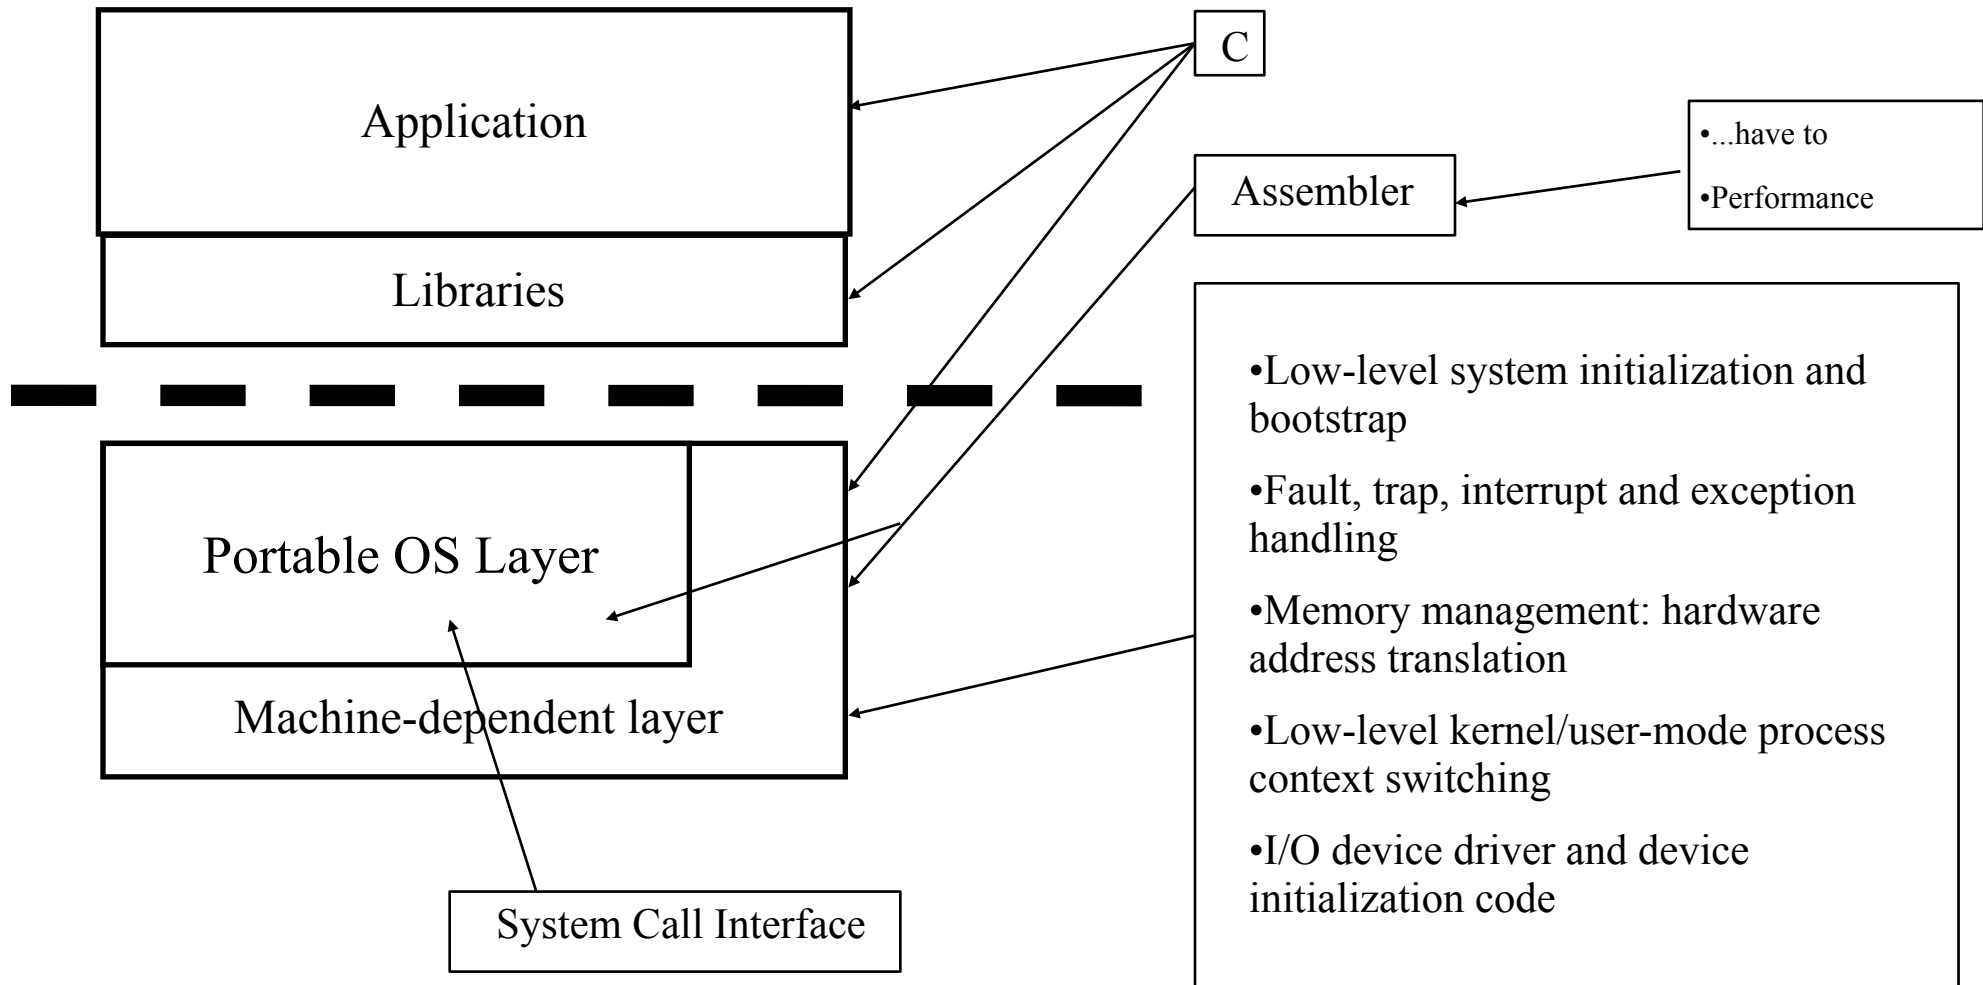 Application
Libraries
Portable OS Layer
Machine-dependent layer
System Call Interface
C
Assembler
•...have to
•Performance
•Low-level system initialization and
bootstrap
•Fault, trap, interrupt and exception
handling
•Memory management: hardware
address translation
•Low-level kernel/user-mode process
context switching
•I/O device driver and device
initialization code